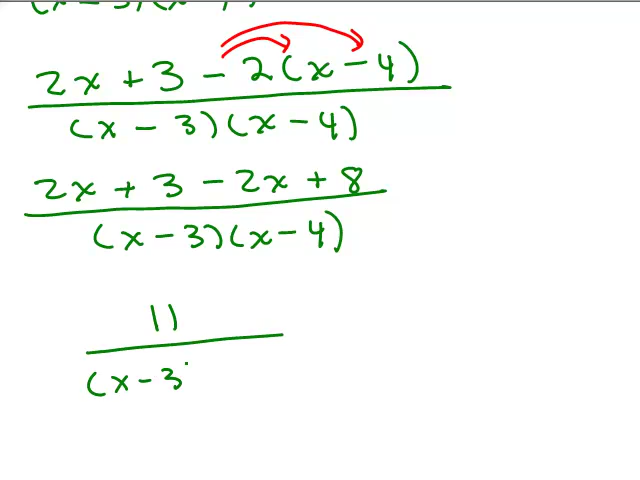 2x + 3 - 2(x - 4)
(x - 3)(x - 4)
2x + 3 - 2x + 8
(x - 3)(x - 4)
11
(x - 3